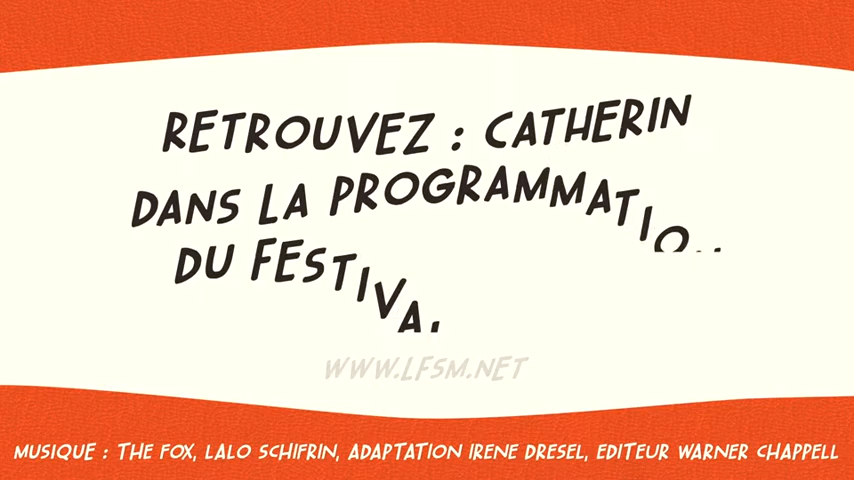 RETROUVEZ : CATHERIN
DANS LA PROGRAMMATIO
DU FESTIVA
WWW.LFSM.NET
MUSIQUE : THE FOX, LALO SCHIFRIN, ADAPTATION IRENE DRESEL, EDITEUR WARNER CHAPPELL